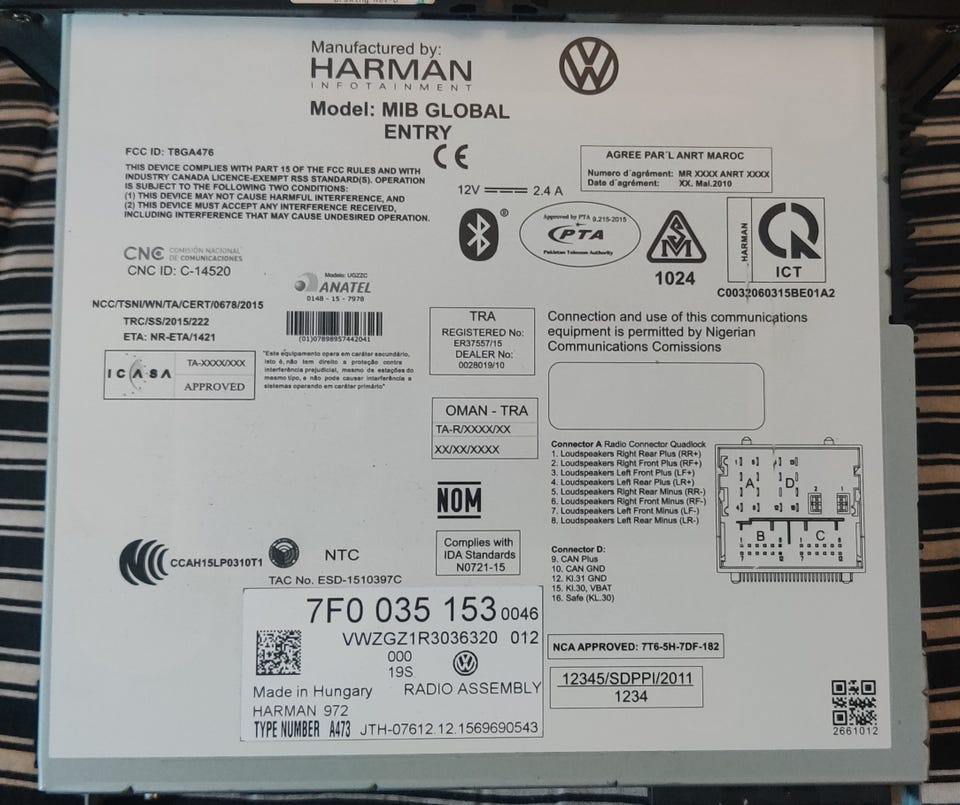 Manufactured by:
HARMAN
INFOTAINMENT
Model: MIB GLOBAL
ENTRY
FCC ID: T8GA476
THIS DEVICE COMPLIES WITH PART 15 OF THE FCC RULES AND WITH
INDUSTRY CANADA LICENCE-EXEMPT RSS STANDARD(S). OPERATION
IS SUBJECT TO THE FOLLOWING TWO CONDITIONS:
(1) THIS DEVICE MAY NOT CAUSE HARMFUL INTERFERENCE, AND
(2) THIS DEVICE MUST ACCEPT ANY INTERFERENCE RECEIVED,
INCLUDING INTERFERENCE THAT MAY CAUSE UNDESIRED OPERATION.
CE
12V 2.4 A
AGREE PAR'L ANRT MAROC
Numero d'agrément: MR XXXX ANRT XXXX
Date d'agrément: XX. Mai.2010
®
Approved by PTA 9.215-2015
PTA
Pakistan Telecom Authority
1024
HARMAN
ICT
C0032060315BE01A2
CNC COMISIÓN NACIONAL
DE COMUNICACIONES
CNC ID: C-14520
Modelo: UGZZC
ANATEL
0148 - 15 - 7978
(01)07898957442041
NCC/TSNI/WN/TA/CERT/0678/2015
TRC/SS/2015/222
ETA: NR-ETA/1421
ICASA
TA-XXXX/XXX
APPROVED
"Este equipamento opera em caráter secundário,
isto é, não tem direito a proteção contra
interferência prejudicial, mesmo de estações do
mesmo tipo, e não pode causar interferência a
sistemas operando em caráter primário"
TRA
REGISTERED No:
ER37557/15
DEALER No:
0028019/10
Connection and use of this communications
equipment is permitted by Nigerian
Communications Comissions
OMAN - TRA
TA-R/XXXX/XX
XX/XX/XXXX
NOM
Complies with
IDA Standards
N0721-15
Connector A Radio Connector Quadlock
1. Loudspeakers Right Rear Plus (RR+)
2. Loudspeakers Right Front Plus (RF+)
3. Loudspeakers Left Front Plus (LF+)
4. Loudspeakers Left Rear Plus (LR+)
5. Loudspeakers Right Rear Minus (RR-)
6. Loudspeakers Right Front Minus (RF-)
7. Loudspeakers Left Front Minus (LF-)
8. Loudspeakers Left Rear Minus (LR-)
Connector D:
9. CAN Plus
10. CAN GND
12. Kl.31 GND
15. Kl.30, VBAT
16. Safe (KL.30)
A
D
B
C
CCAH15LP0310T1
NTC
TAC No. ESD-1510397C
7F0 035 153 0046
VWZGZ1R3036320 012
000
19S
Made in Hungary RADIO ASSEMBLY
HARMAN 972
TYPE NUMBER A473 JTH-07612.12.1569690543
NCA APPROVED: 7T6-5H-7DF-182
12345/SDPPI/2011
1234
2661012